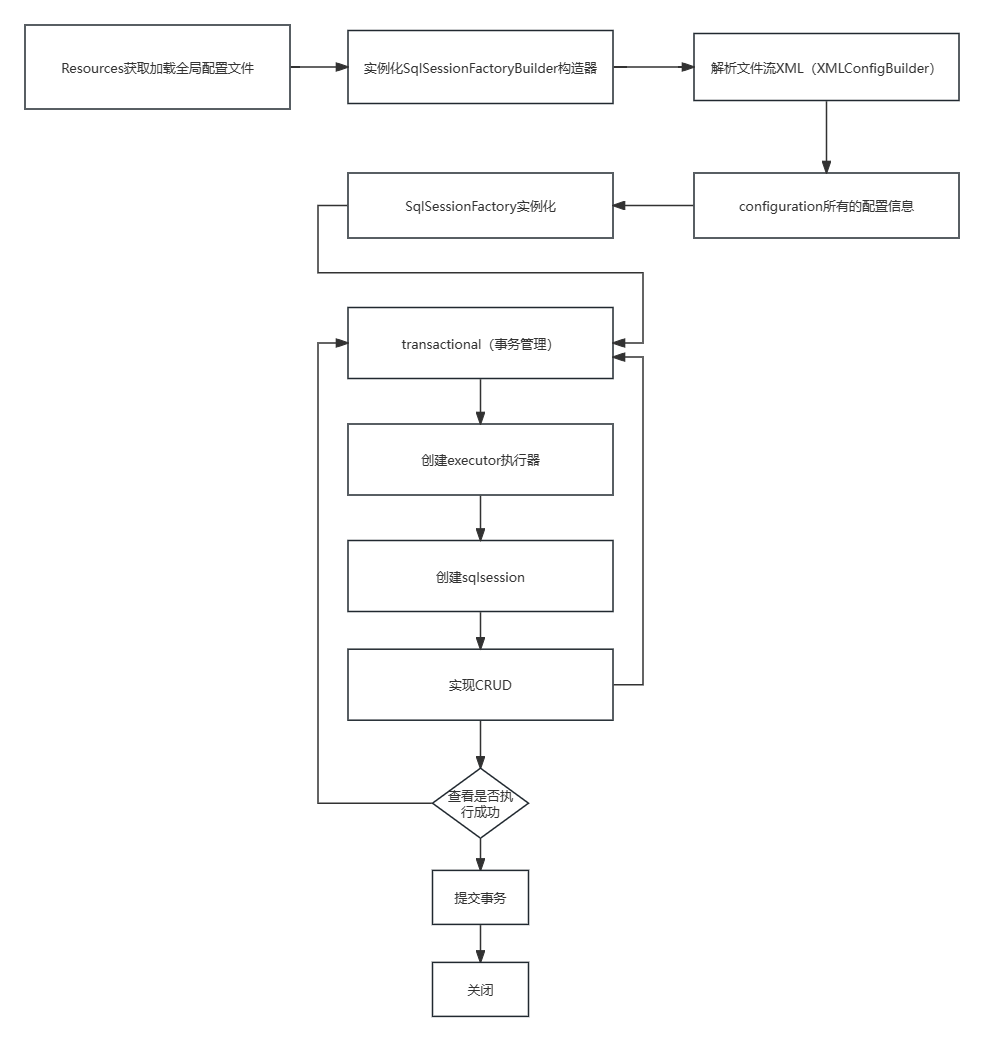 Resources获取加载全局配置文件
实例化SqlSessionFactoryBuilder构造器
解析文件流XML（XMLConfigBuilder）
configuration所有的配置信息
SqlSessionFactory实例化
transactional（事务管理）
创建executor执行器
创建sqlsession
实现CRUD
查看是否执
行成功
提交事务
关闭